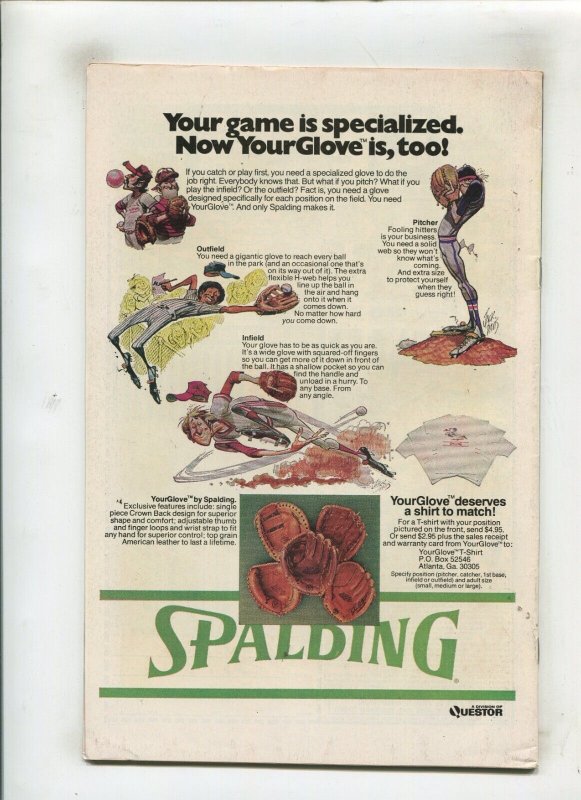 Your game is specialized.
Now YourGlove™ is, too!
If you catch or play first, you need a specialized glove to do the
job right. Everybody knows that. But what if you pitch? What if you
play the infield? Or the outfield? Fact is, you need a glove
designed specifically for each position on the field. You need
YourGlove™. And only Spalding makes it.
Pitcher
Fooling hitters
is your business.
You need a solid
web so they won't
know what's
coming.
And extra size
to protect yourself
when they
guess right!
Outfield
You need a gigantic glove to reach every ball
in the park (and an occasional one that's
on its way out of it). The extra
flexible H-web helps you
line up the ball in
the air and hang
onto it when it
comes down.
No matter how hard
you come down.
Infield
Your glove has to be as quick as you are.
It's a wide glove with squared-off fingers
so you can get more of it down in front of
the ball. It has a shallow pocket so you can
find the handle and
unload in a hurry. To
any base. From
any angle.
YourGlove™ by Spalding.
Exclusive features include: single
piece Crown Back design for superior
shape and comfort; adjustable thumb
and finger loops and wrist strap to fit
any hand for superior control; top grain
American leather to last a lifetime.
YourGlove™ deserves
a shirt to match!
For a T-shirt with your position
pictured on the front, send $4.95.
Or send $2.95 plus the sales receipt
and warranty card from YourGlove™ to:
YourGlove™ T-Shirt
P.O. Box 52546
Atlanta, Ga. 30305
Specify position (pitcher, catcher, 1st base,
infield or outfield) and adult size
(small, medium or large).
SPALDING®
A DIVISION OF
QUESTOR